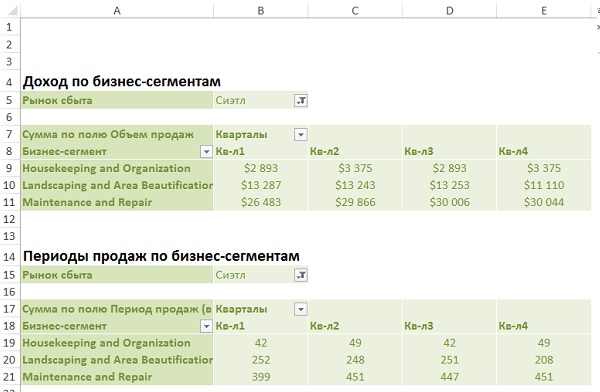 A B C D E
1
2
3
4 Доход по бизнес-сегментам
5 Рынок сбыта Сиэтл
6
7 Сумма по полю Объем продаж Кварталы
8 Бизнес-сегмент Кв-л1 Кв-л2 Кв-л3 Кв-л4
9 Housekeeping and Organization $2 893 $3 375 $2 893 $3 375
10 Landscaping and Area Beautification $13 287 $13 243 $13 253 $11 110
11 Maintenance and Repair $26 483 $29 866 $30 006 $30 044
12
13
14 Периоды продаж по бизнес-сегментам
15 Рынок сбыта Сиэтл
16
17 Сумма по полю Период продаж (в Кварталы
18 Бизнес-сегмент Кв-л1 Кв-л2 Кв-л3 Кв-л4
19 Housekeeping and Organization 42 49 42 49
20 Landscaping and Area Beautification 252 248 251 208
21 Maintenance and Repair 399 451 447 451